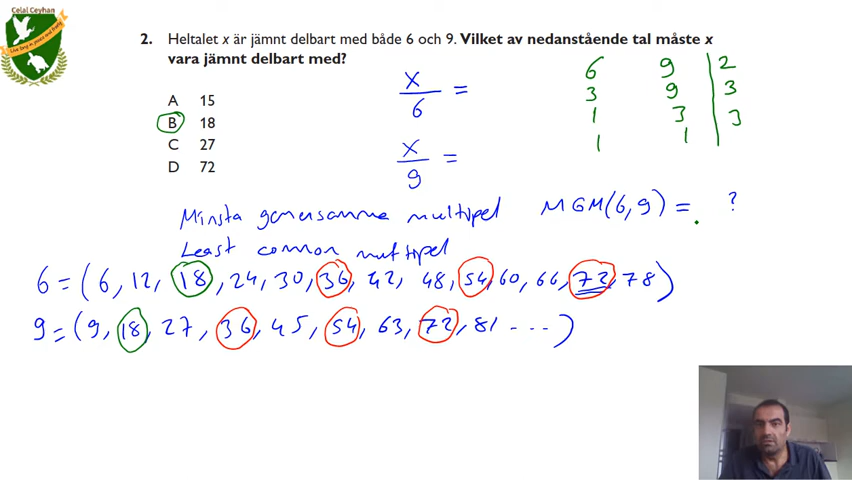 Celal Ceyhan
2. Heltalet x är jämnt delbart med både 6 och 9. Vilket av nedanstående tal måste x
vara jämnt delbart med?
A 15
B 18
C 27
D 72
x/6 =
x/9 =
6 9 | 2
3 9 | 3
1 3 | 3
1 1
Minsta gemensamma multipel MGM(6,9) = . ?
Least common multipel
6 = (6, 12, 18, 24, 30, 36, 42, 48, 54, 60, 66, 72, 78)
9 = (9, 18, 27, 36, 45, 54, 63, 72, 81 ...)